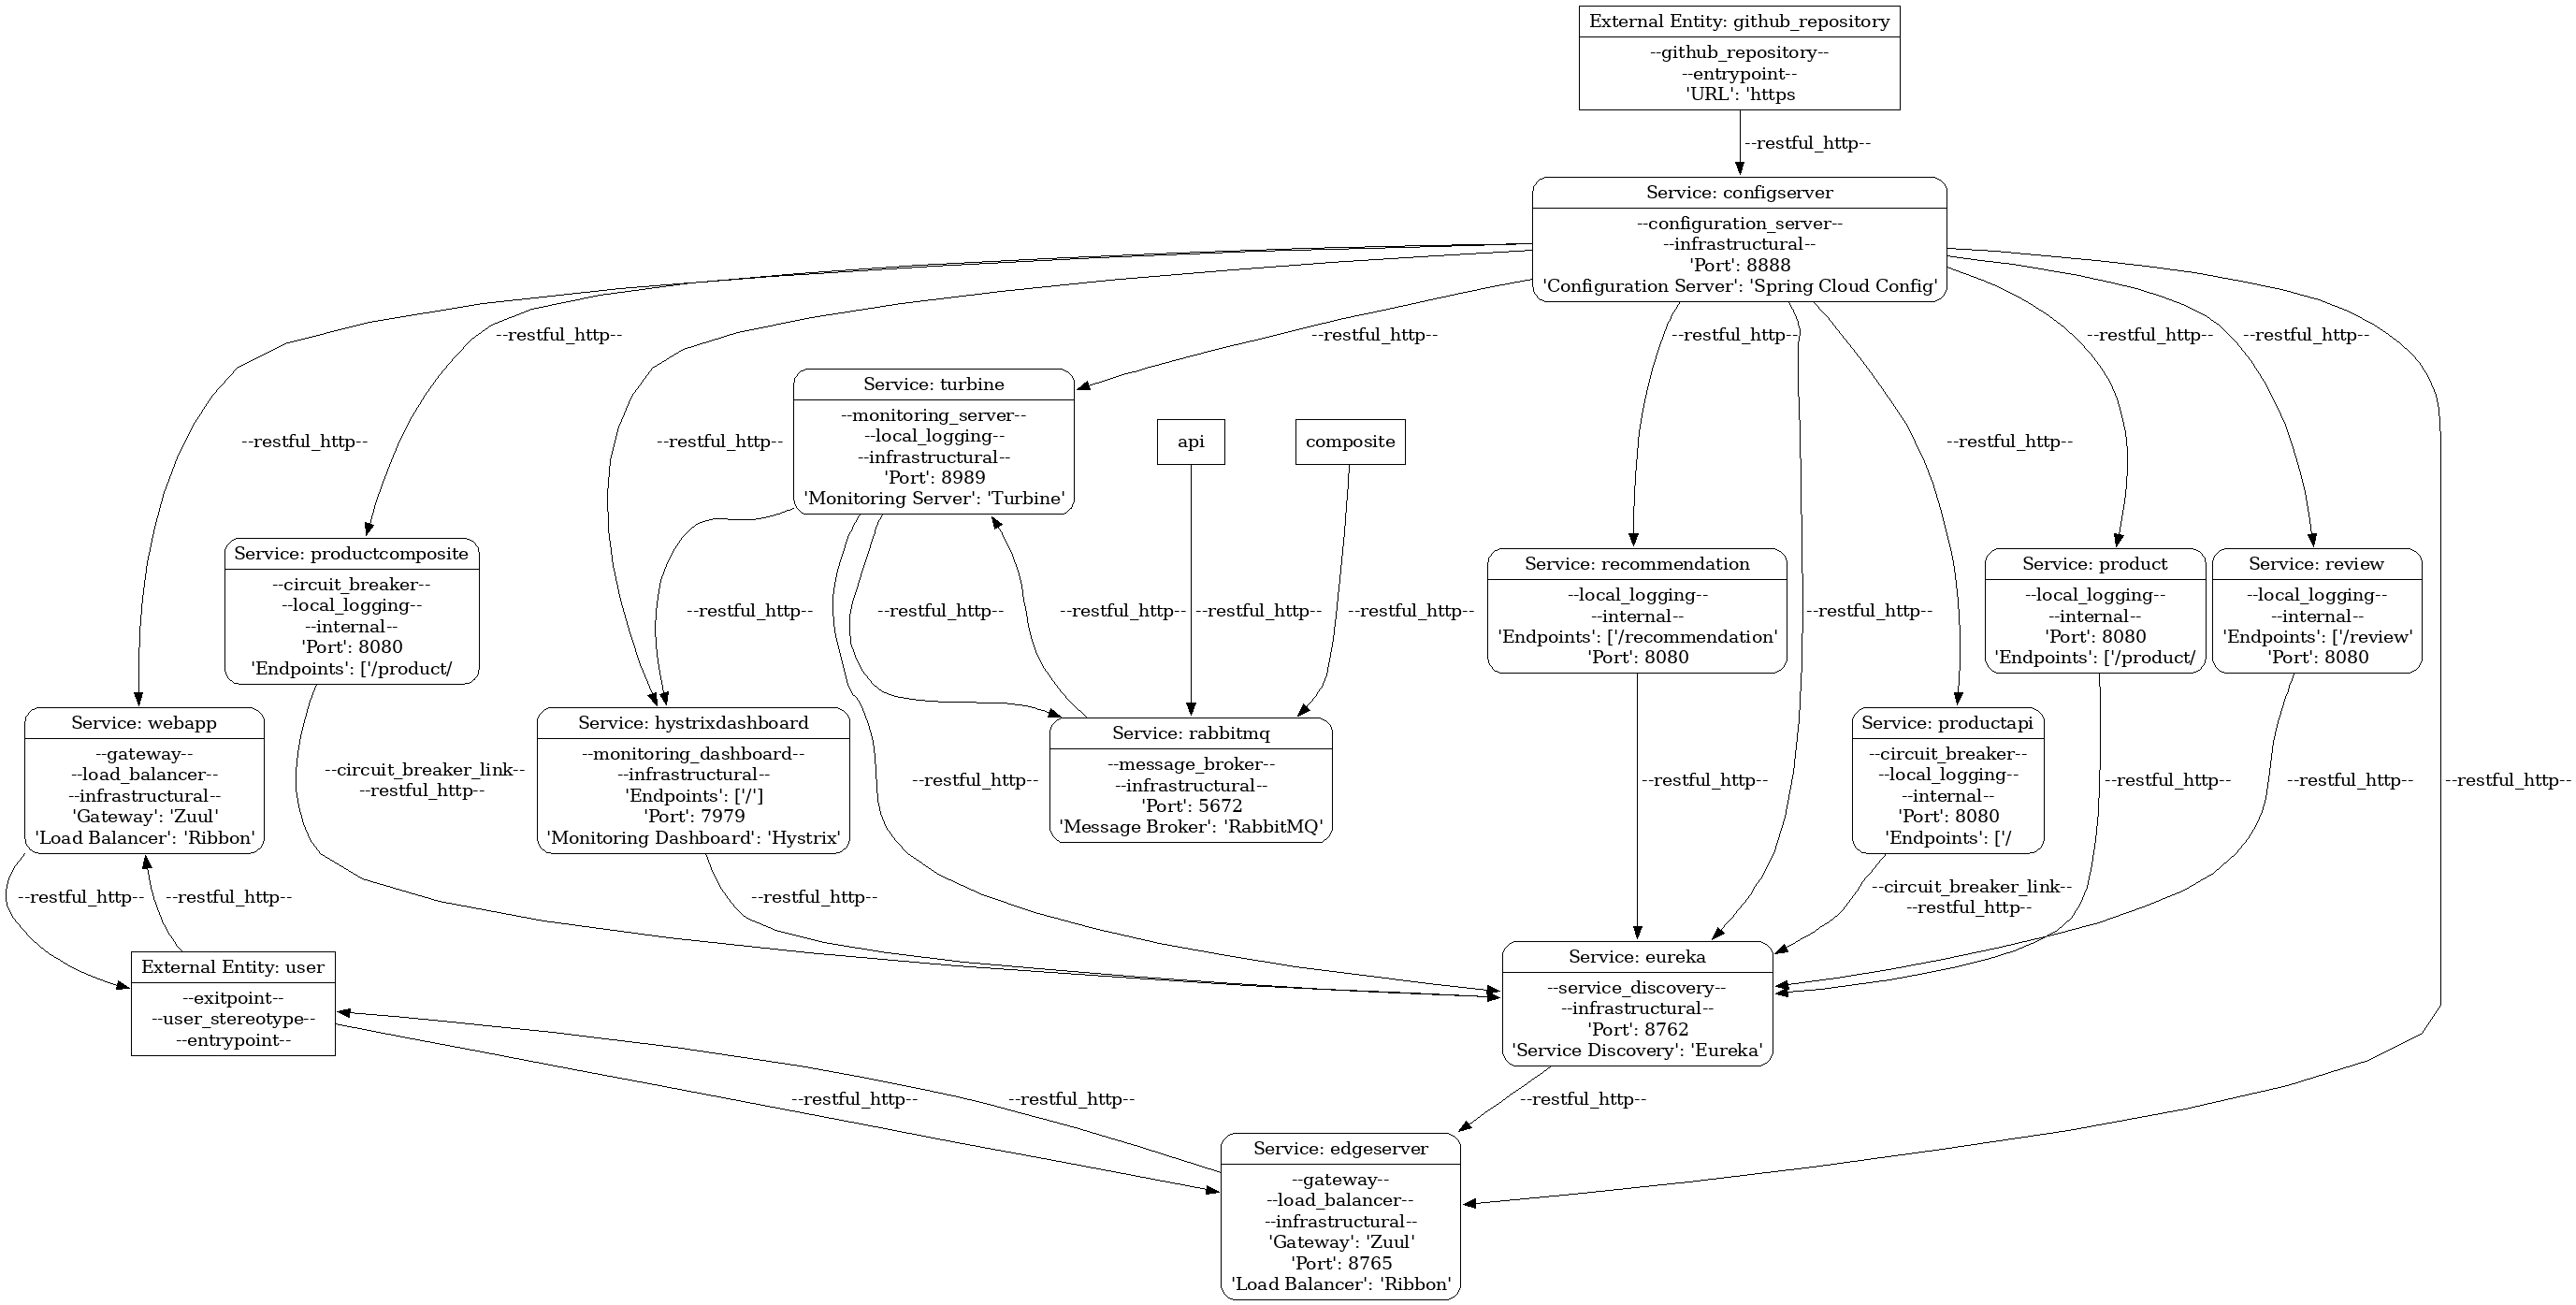 External Entity: github_repository
--github_repository--
--entrypoint--
'URL': 'https
--restful_http--
Service: configserver
--configuration_server--
--infrastructural--
'Port': 8888
'Configuration Server': 'Spring Cloud Config'
--restful_http--
--restful_http--
--restful_http--
--restful_http--
--restful_http--
Service: turbine
--monitoring_server--
--local_logging--
--infrastructural--
'Port': 8989
'Monitoring Server': 'Turbine'
--restful_http--
--restful_http--
api
composite
--restful_http--
Service: productcomposite
--circuit_breaker--
--local_logging--
--internal--
'Port': 8080
'Endpoints': ['/product/
--restful_http--
--restful_http--
--restful_http--
--restful_http--
--restful_http--
Service: recommendation
--local_logging--
--internal--
'Endpoints': ['/recommendation'
'Port': 8080
--restful_http--
Service: product
--local_logging--
--internal--
'Port': 8080
'Endpoints': ['/product/
Service: review
--local_logging--
--internal--
'Endpoints': ['/review'
'Port': 8080
Service: webapp
--gateway--
--load_balancer--
--infrastructural--
'Gateway': 'Zuul'
'Load Balancer': 'Ribbon'
--circuit_breaker_link--
--restful_http--
Service: hystrixdashboard
--monitoring_dashboard--
--infrastructural--
'Endpoints': ['/']
'Port': 7979
'Monitoring Dashboard': 'Hystrix'
--restful_http--
Service: rabbitmq
--message_broker--
--infrastructural--
'Port': 5672
'Message Broker': 'RabbitMQ'
--restful_http--
Service: productapi
--circuit_breaker--
--local_logging--
--internal--
'Port': 8080
'Endpoints': ['/
--restful_http--
--restful_http--
--restful_http--
--restful_http--
--restful_http--
--restful_http--
--circuit_breaker_link--
--restful_http--
External Entity: user
--exitpoint--
--user_stereotype--
--entrypoint--
Service: eureka
--service_discovery--
--infrastructural--
'Port': 8762
'Service Discovery': 'Eureka'
--restful_http--
--restful_http--
--restful_http--
Service: edgeserver
--gateway--
--load_balancer--
--infrastructural--
'Gateway': 'Zuul'
'Port': 8765
'Load Balancer': 'Ribbon'